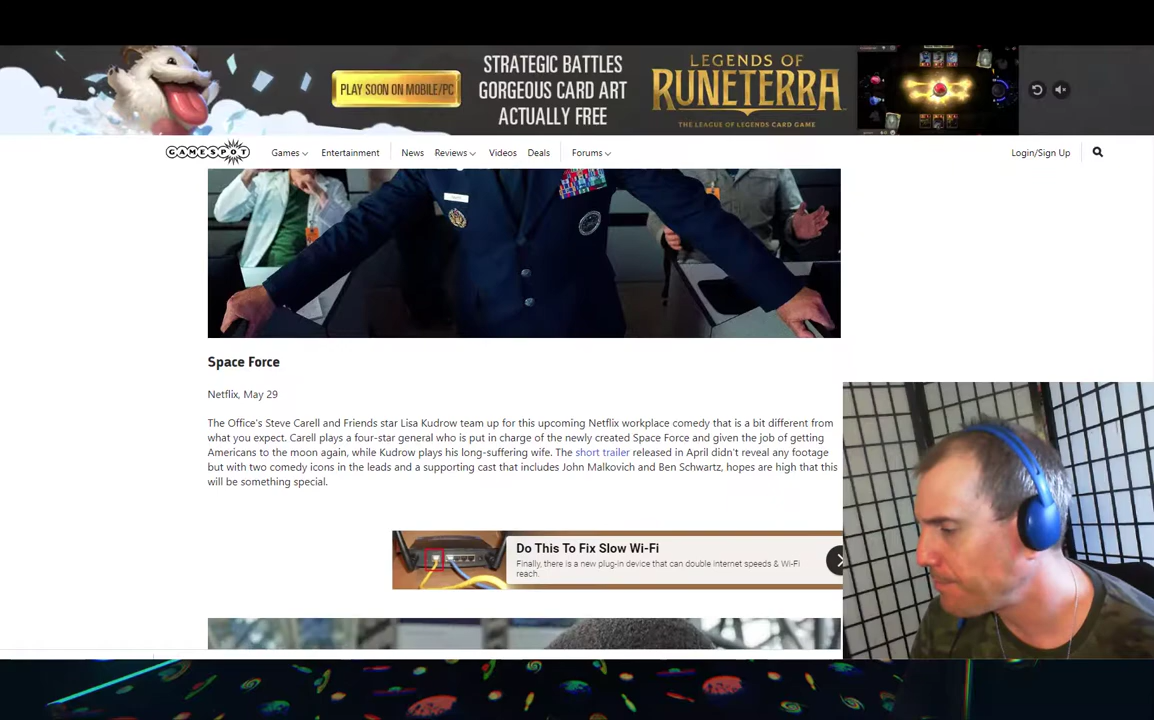 STRATEGIC BATTLES
GORGEOUS CARD ART
ACTUALLY FREE
PLAY SOON ON MOBILE/PC
LEGENDS OF
RUNETERRA
THE LEAGUE OF LEGENDS CARD GAME
GAMESPOT
Games
Entertainment
News
Reviews
Videos
Deals
Forums
Login/Sign Up
Space Force
Netflix, May 29
The Office's Steve Carell and Friends star Lisa Kudrow team up for this upcoming Netflix workplace comedy that is a bit different from
what you expect. Carell plays a four-star general who is put in charge of the newly created Space Force and given the job of getting
Americans to the moon again, while Kudrow plays his long-suffering wife. The short trailer released in April didn't reveal any footage
but with two comedy icons in the leads and a supporting cast that includes John Malkovich and Ben Schwartz, hopes are high that this
will be something special.
Do This To Fix Slow Wi-Fi
Finally, there is a new plug-in device that can double internet speeds & Wi-Fi
reach.